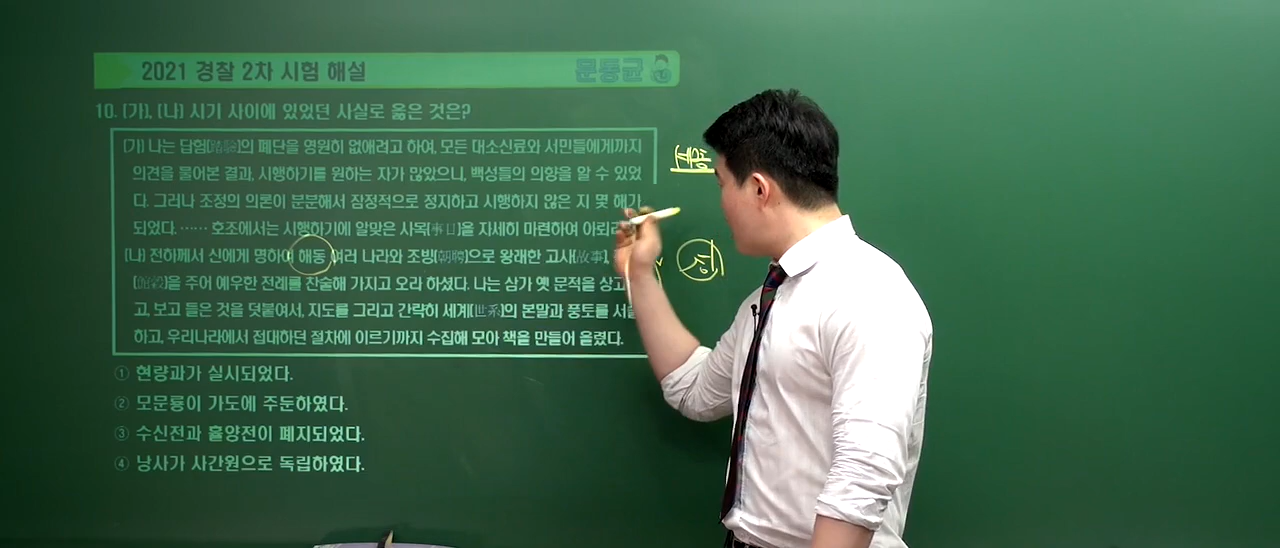 2021 경찰 2차 시험 해설
문동균
10. (가), (나) 시기 사이에 있었던 사실로 옳은 것은?
(가) 나는 답험(踏驗)의 폐단을 영원히 없애려고 하여, 모든 대소신료와 서민들에게까지
의견을 물어본 결과, 시행하기를 원하는 자가 많았으니, 백성들의 의향을 알 수 있었
다. 그러나 조정의 의론이 분분해서 잠정적으로 정지하고 시행하지 않은 지 몇 해가
되었다. …… 호조에서는 시행하기에 알맞은 사목(事目)을 자세히 마련하여 아뢰
(나) 전하께서 신에게 명하여 해동 여러 나라와 조빙(朝聘)으로 왕래한 고사(故事),
을 주어 예우한 전례를 찬술해 가지고 오라 하셨다. 나는 삼가 옛 문적을 상고
고, 보고 들은 것을 덧붙여서, 지도를 그리고 간략히 세계(世系)의 본말과 풍토를 서
하고, 우리나라에서 접대하던 절차에 이르기까지 수집해 모아 책을 만들어 올렸다.
① 현량과가 실시되었다.
② 모문룡이 가도에 주둔하였다.
③ 수신전과 휼양전이 폐지되었다.
④ 낭사가 사간원으로 독립하였다.